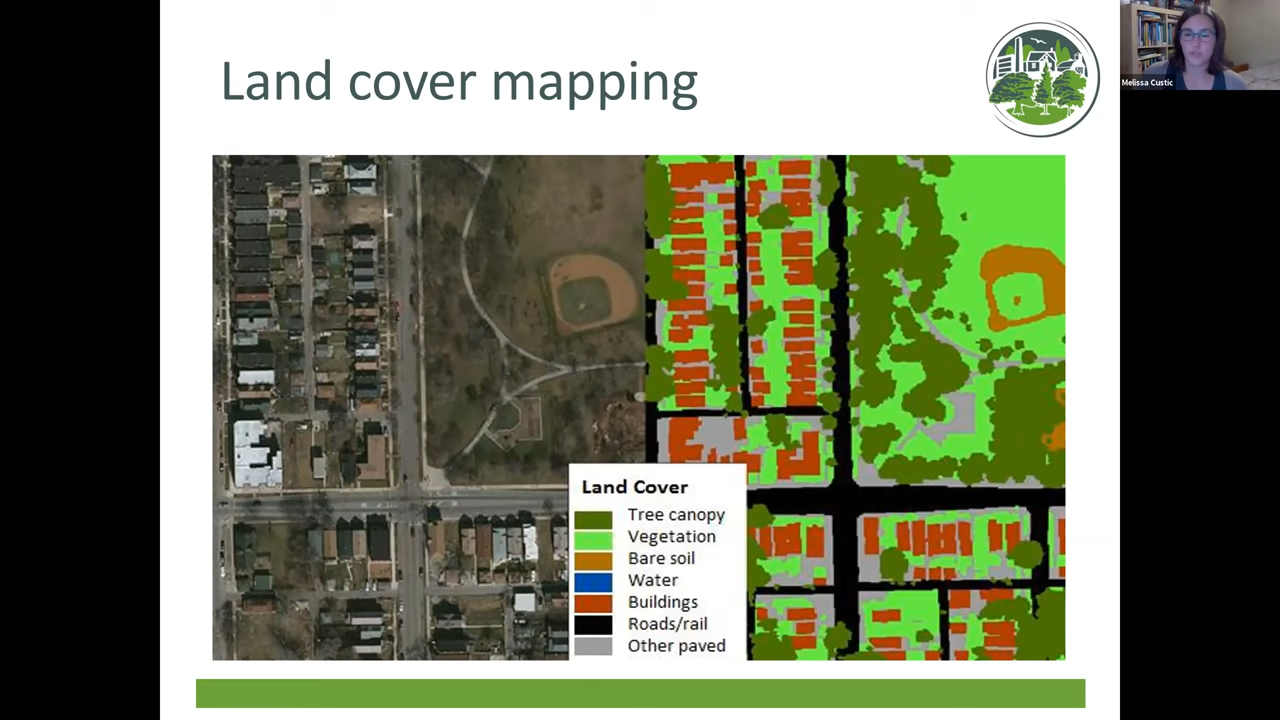 Land cover mapping
Melissa Custic
Land Cover
Tree canopy
Vegetation
Bare soil
Water
Buildings
Roads/rail
Other paved